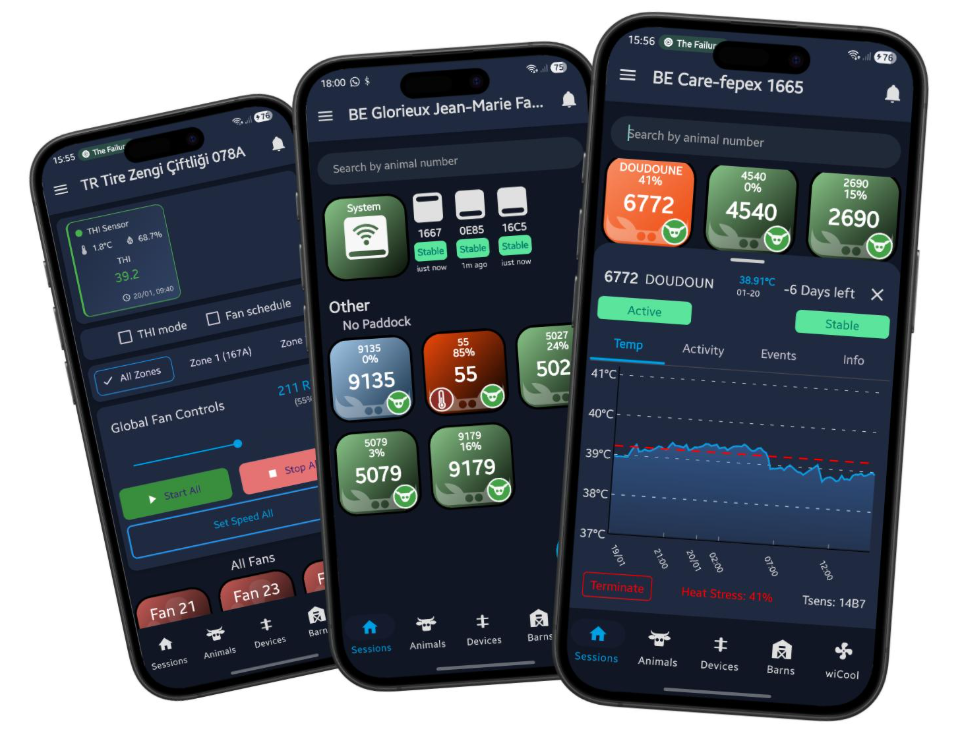 15:55 The Failur 76
TR Tire Zengi Çiftliği 078A
THI Sensor
1.8°C 68.7%
THI
39.2
20/01, 09:40
THI mode Fan schedule
All Zones Zone 1 (167A) Zone
Global Fan Controls 211 R
(55%
Start All Stop Al
Set Speed All
All Fans
Fan 21 Fan 23 F
Sessions Animals Devices Barn
18:00 75
BE Glorieux Jean-Marie Fa...
Search by animal number
System
1667 0E85 16C5
Stable Stable Stable
just now 1m ago just now
Other
No Paddock
9135 55 5027
0% 85% 24%
9135 55 502
5079 9179
3% 16%
5079 9179
Sessions Animals Devices Barns
15:56 The Failur 76
BE Care-fepex 1665
Search by animal number
DOUDOUNE 4540 2690
41% 0% 15%
6772 4540 2690
6772 DOUDOUN 38.91°C -6 Days left
01-20
Active Stable
Temp Activity Events Info
41°C
40°C
39°C
38°C
37°C
19/01 21:00 20/01 02:00 07:00 12:00
Terminate Heat Stress: 41% Tsens: 14B7
Sessions Animals Devices Barns wiCool